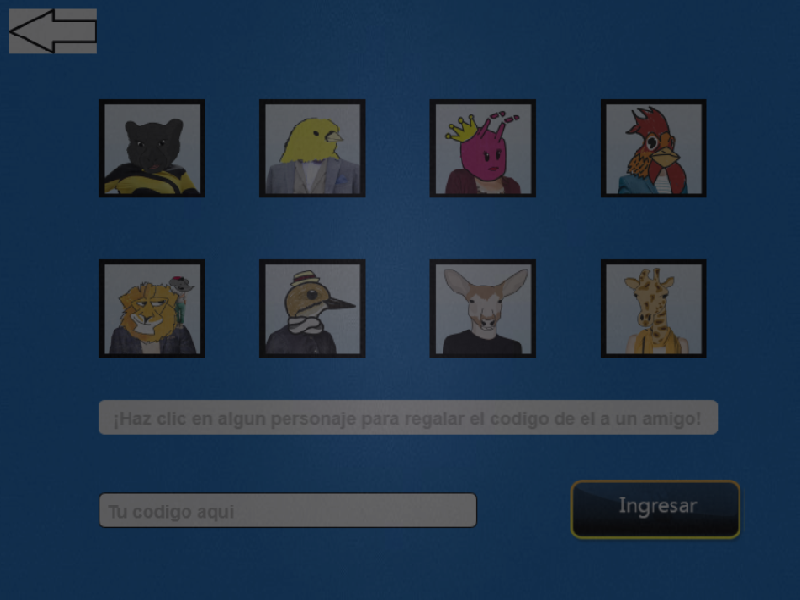 ¡Haz clic en algun personaje para regalar el codigo de el a un amigo!
Tu codigo aqui
Ingresar